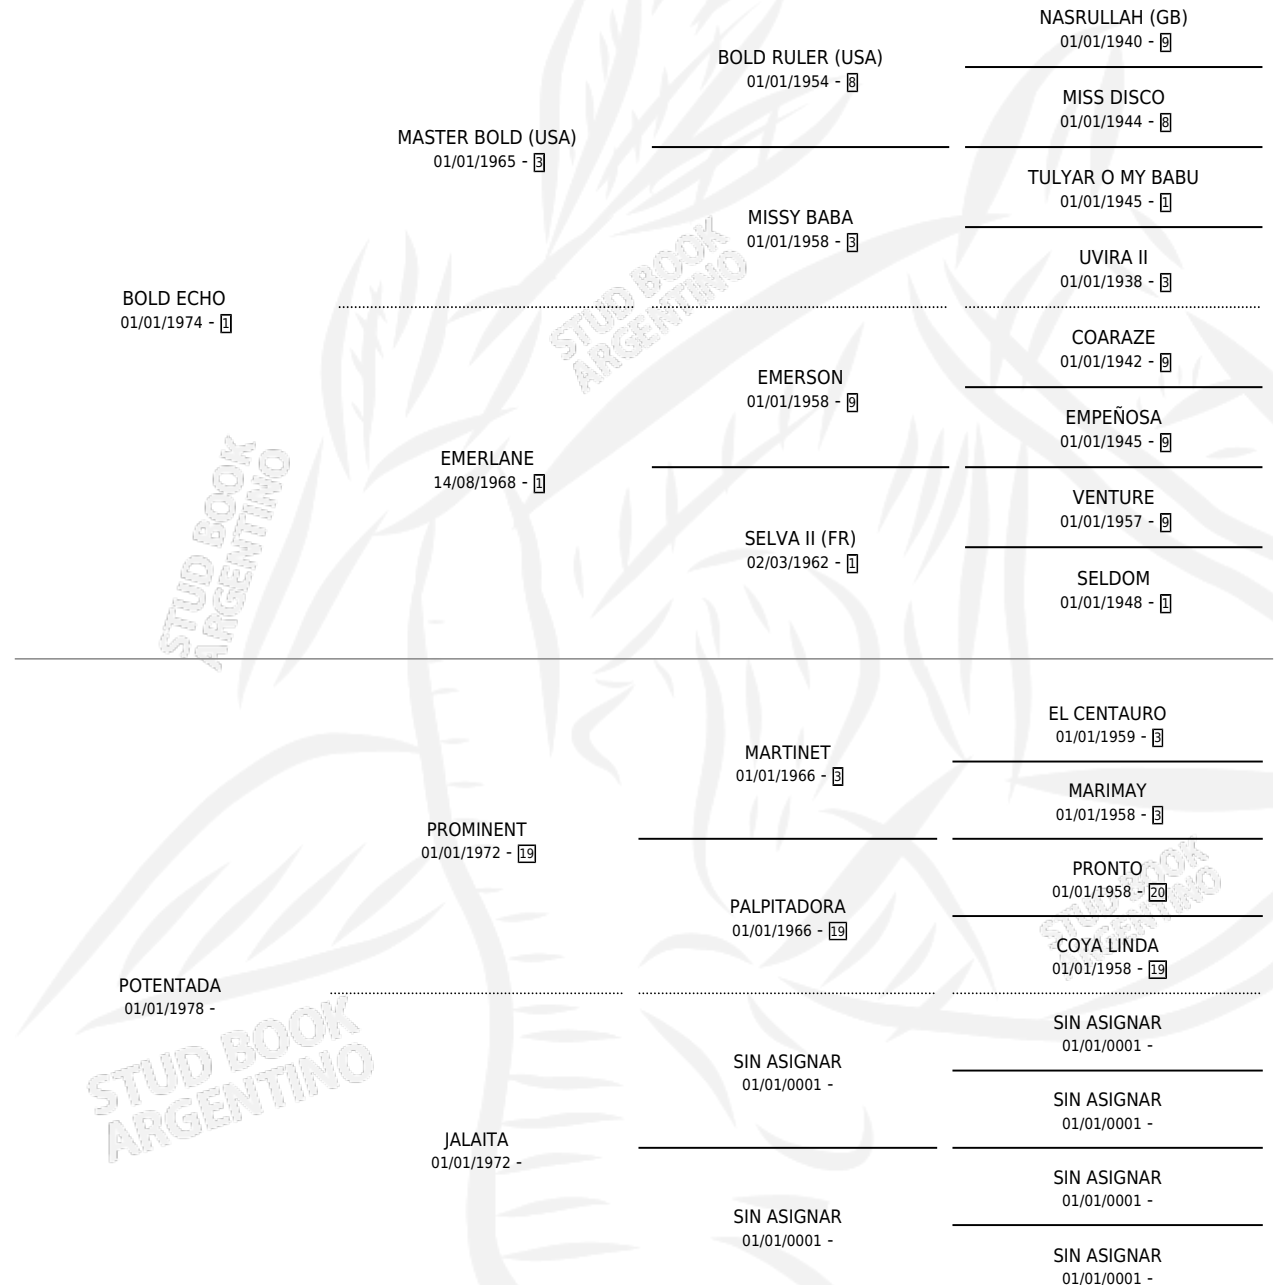 NASRULLAH (GB)
01/01/1940 - 9
BOLD RULER (USA)
01/01/1954 - 8
MISS DISCO
01/01/1944 - 8
MASTER BOLD (USA)
01/01/1965 - 3
TULYAR O MY BABU
01/01/1945 - 1
MISSY BABA
01/01/1958 - 3
UVIRA II
01/01/1938 - 3
BOLD ECHO
01/01/1974 - 1
COARAZE
01/01/1942 - 9
EMERSON
01/01/1958 - 9
EMPEÑOSA
01/01/1945 - 9
EMERLANE
14/08/1968 - 1
VENTURE
01/01/1957 - 9
SELVA II (FR)
02/03/1962 - 1
SELDOM
01/01/1948 - 1
EL CENTAURO
01/01/1959 - 3
MARTINET
01/01/1966 - 3
MARIMAY
01/01/1958 - 3
PROMINENT
01/01/1972 - 19
PRONTO
01/01/1958 - 20
PALPITADORA
01/01/1966 - 19
COYA LINDA
01/01/1958 - 19
POTENTADA
01/01/1978 -
SIN ASIGNAR
01/01/0001 -
SIN ASIGNAR
01/01/0001 -
SIN ASIGNAR
01/01/0001 -
JALAITA
01/01/1972 -
SIN ASIGNAR
01/01/0001 -
SIN ASIGNAR
01/01/0001 -
SIN ASIGNAR
01/01/0001 -
STUD BOOK
ARGENTINO
STUD BOOK
ARGENTINO
STUD BOOK
ARGENTINO
STUD BOOK
ARGENTINO